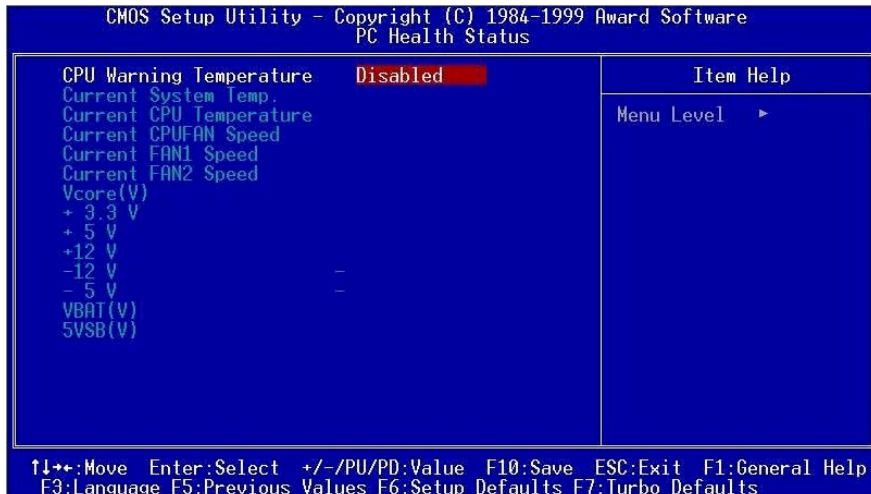 CMOS Setup Utility - Copyright (C) 1984-1999 Award Software
PC Health Status
CPU Warning Temperature Disabled
Current System Temp.
Current CPU Temperature
Current CPUFAN Speed
Current FAN1 Speed
Current FAN2 Speed
Vcore(V)
+ 3.3 V
+ 5 V
+12 V
-12 V -
- 5 V -
VBAT(V)
5VSB(V)
Item Help
Menu Level ►
↑↓→←:Move Enter:Select +/-/PU/PD:Value F10:Save ESC:Exit F1:General Help
F3:Language F5:Previous Values F6:Setup Defaults F7:Turbo Defaults